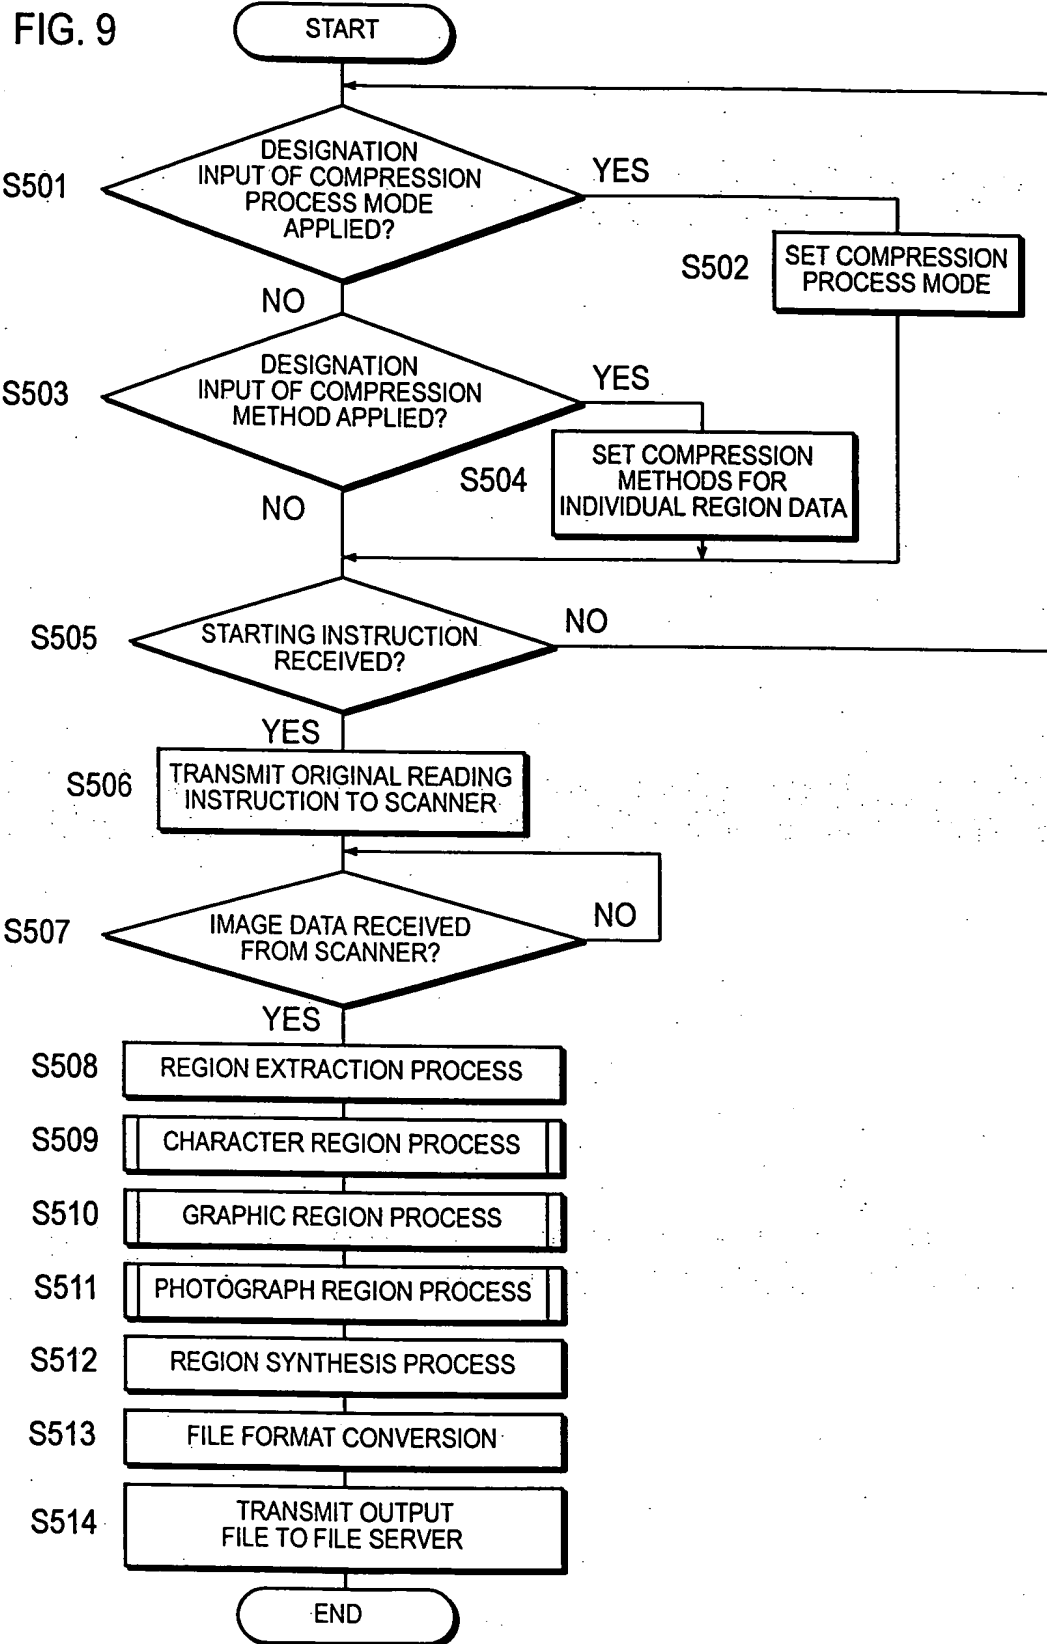 FIG. 9
START
S501
DESIGNATION
INPUT OF COMPRESSION
PROCESS MODE
APPLIED?
YES
S502
SET COMPRESSION
PROCESS MODE
NO
S503
DESIGNATION
INPUT OF COMPRESSION
METHOD APPLIED?
YES
S504
SET COMPRESSION
METHODS FOR
INDIVIDUAL REGION DATA
NO
S505
STARTING INSTRUCTION
RECEIVED?
NO
YES
S506
TRANSMIT ORIGINAL READING
INSTRUCTION TO SCANNER
S507
IMAGE DATA RECEIVED
FROM SCANNER?
NO
YES
S508
REGION EXTRACTION PROCESS
S509
CHARACTER REGION PROCESS
S510
GRAPHIC REGION PROCESS
S511
PHOTOGRAPH REGION PROCESS
S512
REGION SYNTHESIS PROCESS
S513
FILE FORMAT CONVERSION
S514
TRANSMIT OUTPUT
FILE TO FILE SERVER
END